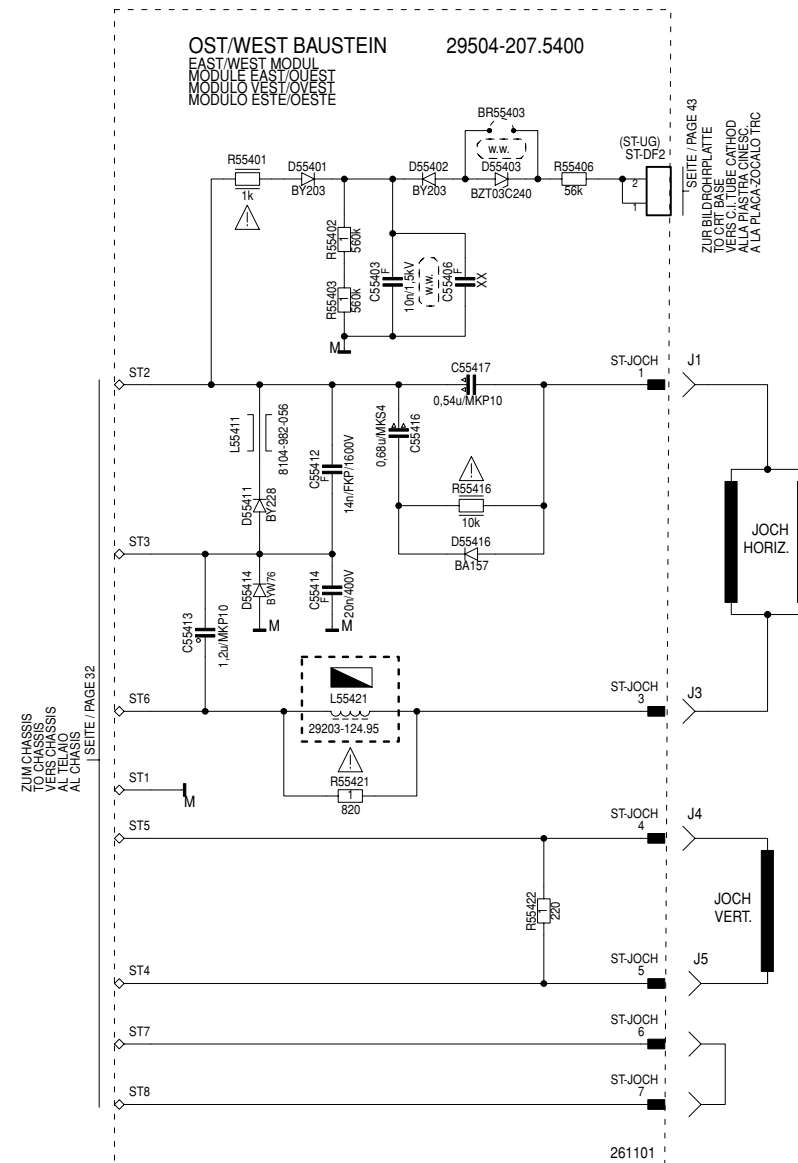 OST/WEST BAUSTEIN 29504-207.5400
EAST/WEST MODUL
MODULE EAST/OUEST
MODULO VEST/OVEST
MODULO ESTE/OESTE
BR55403
w.w.
R55401
1k
D55401
BY203
D55402
BY203
D55403
BZT03C240
R55406
56k
(ST-UG)
ST-DF2
2
1
SEITE / PAGE 43
ZUR BILDROHRPLATTE
TO CRT BASE
VERS C.I. TUBE CATHOD
ALLA PIASTRA CINESC.
A LA PLACA-ZOCALO TRC
R55402
1
560k
R55403
1
560k
C55403
F
10n/1,5kV
w.w.
C55406
F
XX
M
ST2
C55417
0,54u/MKP10
ST-JOCH
1
J1
L55411
8104-982-056
C55412
F
14n/FKP/1600V
0,68u/MKS4
C55416
R55416
10k
D55411
BY228
D55416
BA157
JOCH
HORIZ.
ST3
D55414
BYW76
M
C55414
F
20n/400V
M
C55413
1,2u/MKP10
ST6
L55421
29203-124.95
R55421
1
820
ST-JOCH
3
J3
ZUM CHASSIS
TO CHASSIS
VERS CHASSIS
AL TELAIO
AL CHASIS
SEITE / PAGE 32
ST1
M
ST5
ST-JOCH
4
J4
R55422
1
220
JOCH
VERT.
ST4
ST-JOCH
5
J5
ST7
ST-JOCH
6
ST8
ST-JOCH
7
261101